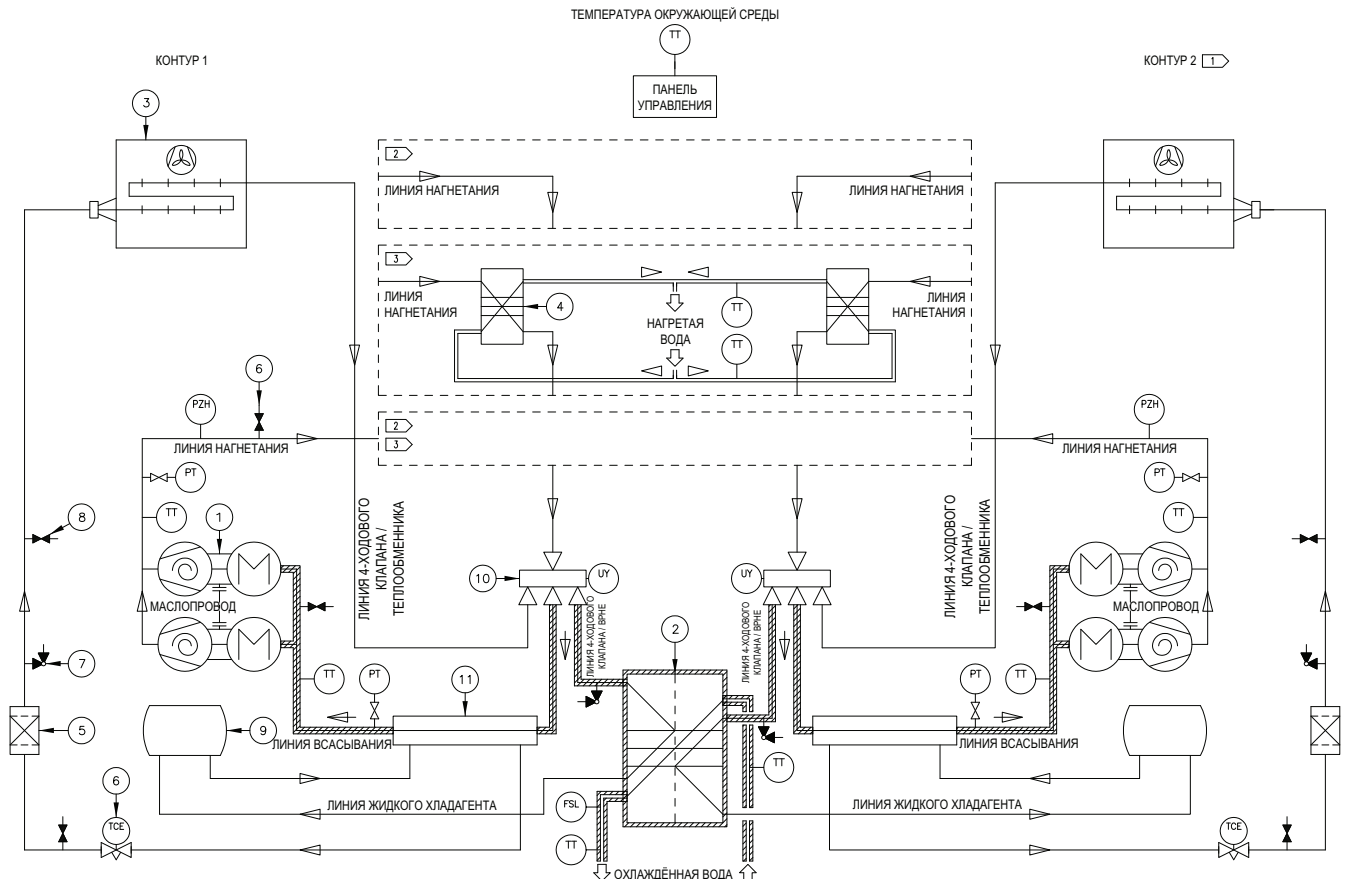 ТЕМПЕРАТУРА ОКРУЖАЮЩЕЙ СРЕДЫ
TT
КОНТУР 1
КОНТУР 2
1
ПАНЕЛЬ
УПРАВЛЕНИЯ
3
2
ЛИНИЯ НАГНЕТАНИЯ
ЛИНИЯ НАГНЕТАНИЯ
3
ЛИНИЯ
НАГНЕТАНИЯ
4
TT
НАГРЕТАЯ
ВОДА
TT
ЛИНИЯ
НАГНЕТАНИЯ
6
PZH
2
PZH
ЛИНИЯ НАГНЕТАНИЯ
3
ЛИНИЯ НАГНЕТАНИЯ
PT
PT
8
TT
1
TT
ЛИНИЯ 4-ХОДОВОГО
КЛАПАНА /
ТЕПЛООБМЕННИКА
ЛИНИЯ 4-ХОДОВОГО
КЛАПАНА /
ТЕПЛООБМЕННИКА
10
UY
UY
МАСЛОПРОВОД
МАСЛОПРОВОД
ЛИНИЯ 4-ХОДОВОГО
КЛАПАНА / BPHE
ЛИНИЯ 4-ХОДОВОГО
КЛАПАНА / BPHE
2
7
TT
PT
11
PT
TT
5
9
ЛИНИЯ ВСАСЫВАНИЯ
ЛИНИЯ ВСАСЫВАНИЯ
TT
6
ЛИНИЯ ЖИДКОГО ХЛАДАГЕНТА
FSL
ЛИНИЯ ЖИДКОГО ХЛАДАГЕНТА
TCE
TT
TCE
ОХЛАЖДЁННАЯ ВОДА